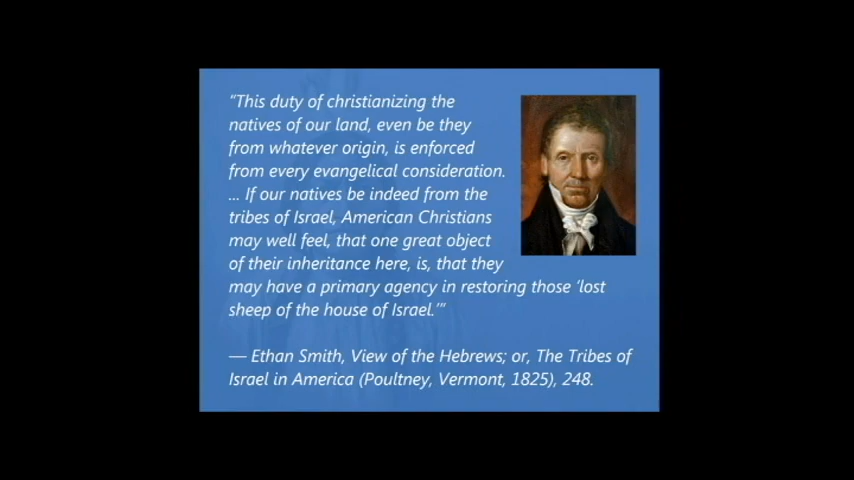 “This duty of christianizing the
natives of our land, even be they
from whatever origin, is enforced
from every evangelical consideration.
... If our natives be indeed from the
tribes of Israel, American Christians
may well feel, that one great object
of their inheritance here, is, that they
may have a primary agency in restoring those ‘lost
sheep of the house of Israel.’”
— Ethan Smith, View of the Hebrews; or, The Tribes of
Israel in America (Poultney, Vermont, 1825), 248.